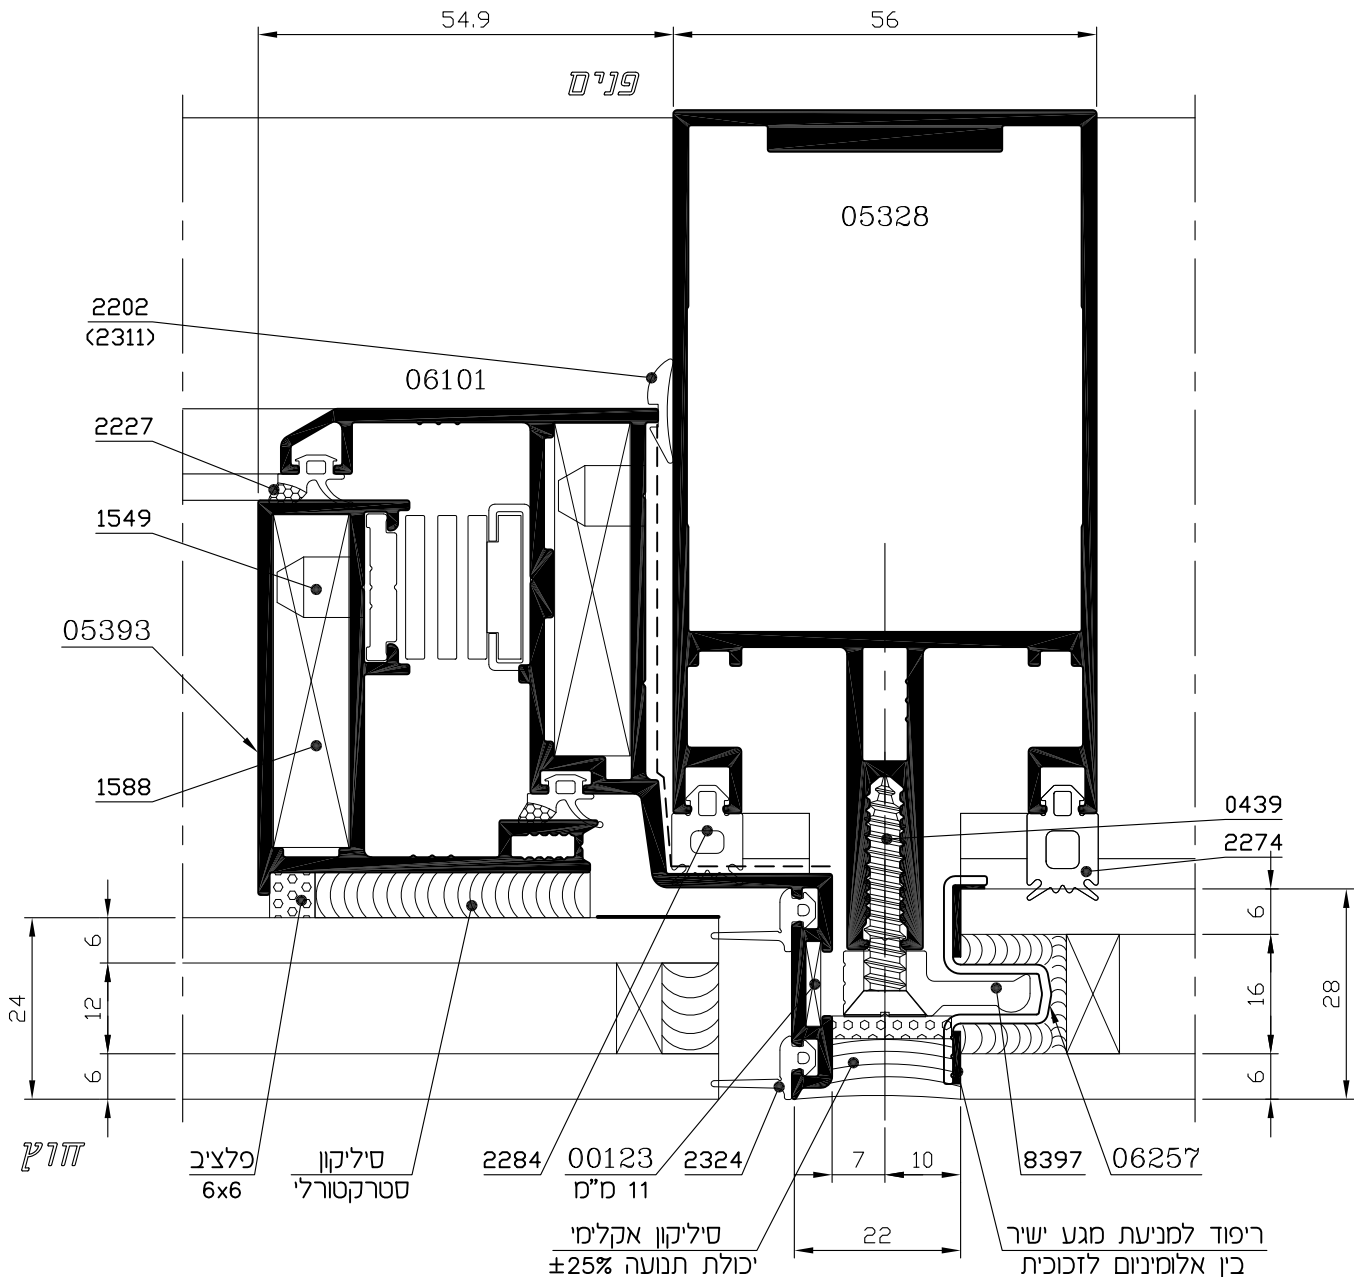 54.9
56
פנים
05328
2202
(2311)
06101
2227
1549
05393
1588
0439
2274
6
12
6
24
6
16
6
28
חוץ
פלציב
6x6
סיליקון
סטרקטורלי
2284
00123
11 מ"מ
2324
7
10
8397
06257
22
סיליקון אקלימי
יכולת תנועה ±25%
ריפוד למניעת מגע ישיר
בין אלומיניום לזכוכית